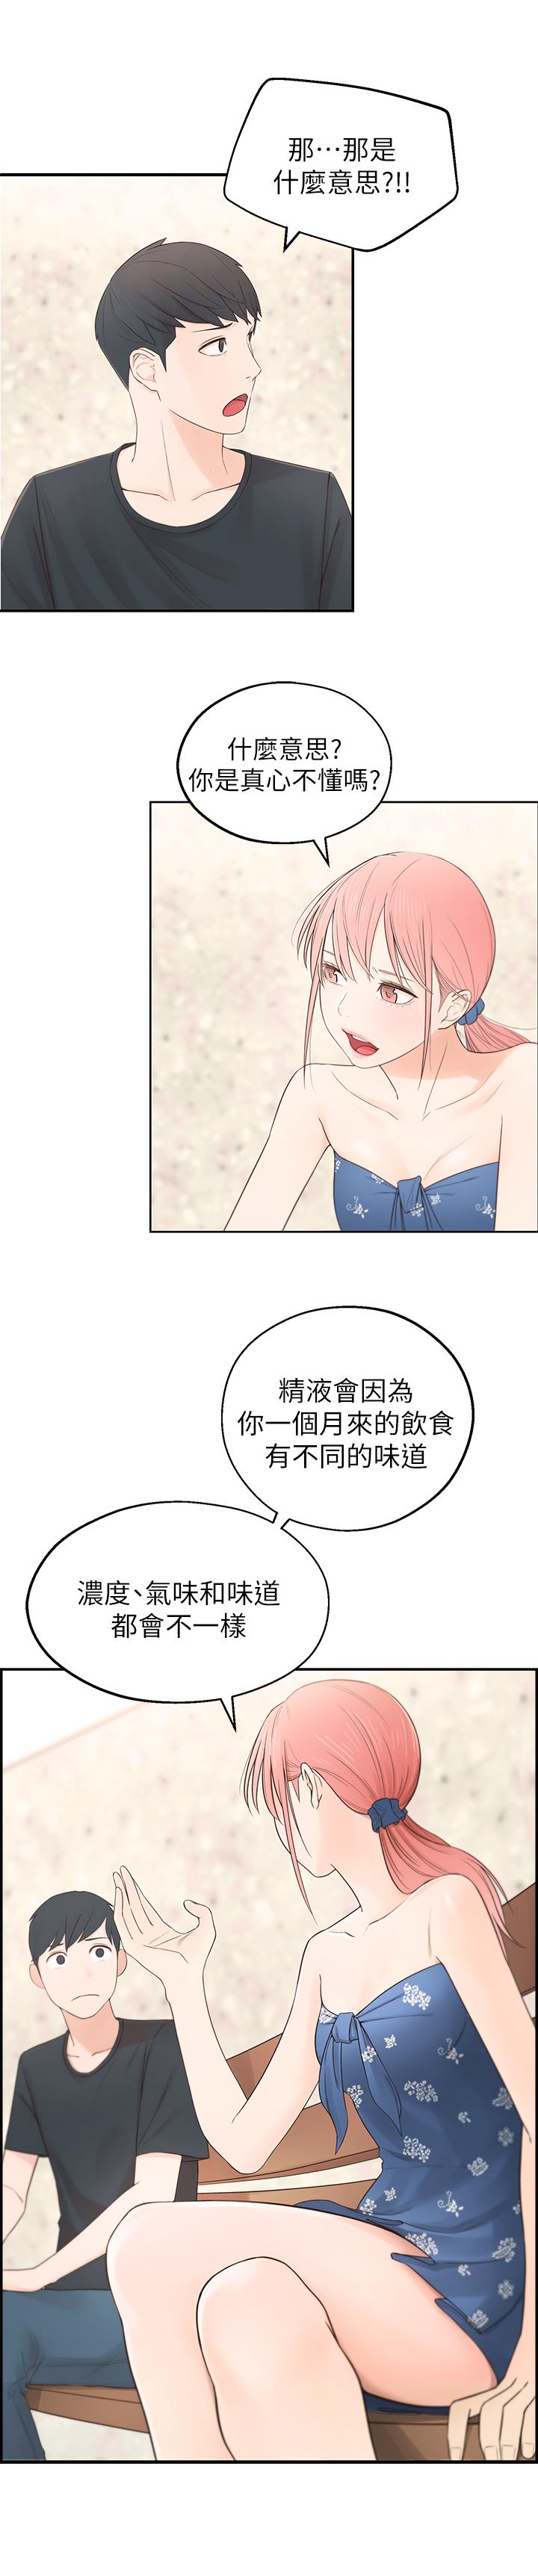 那⋯那是
什麼意思?!!
什麼意思?
你是真心不懂嗎?
精液會因為
你一個月來的飲食
有不同的味道
濃度、氣味和味道
都會不一樣